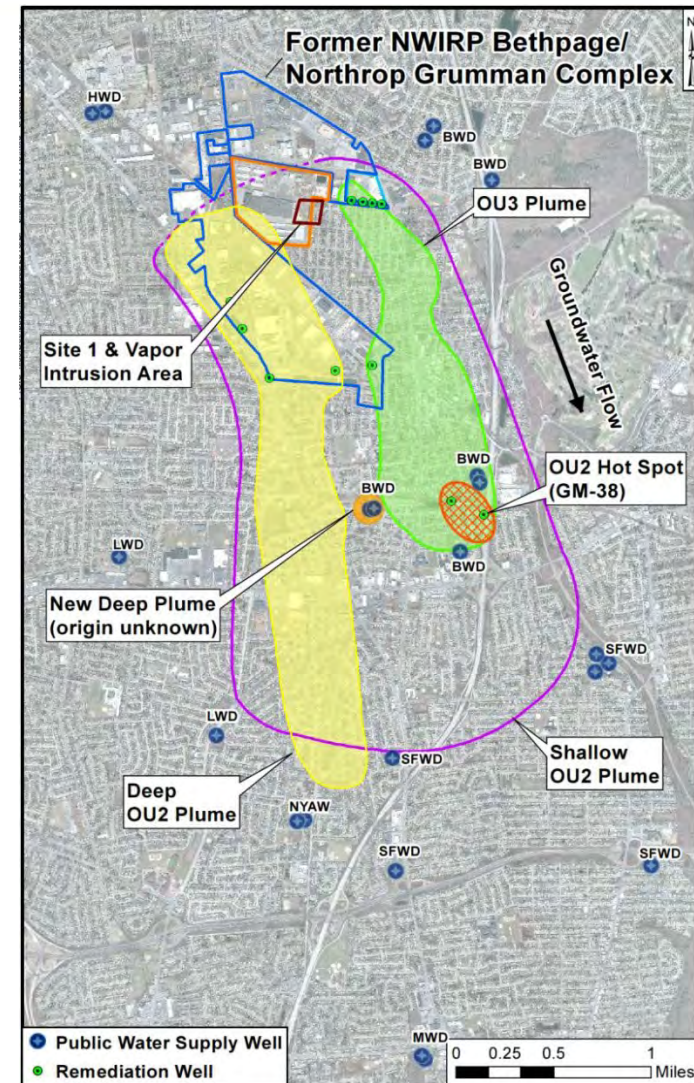 N
Former NWIRP Bethpage/
Northrop Grumman Complex
HWD
BWD
BWD
OU3 Plume
Groundwater Flow
Site 1 & Vapor
Intrusion Area
BWD
OU2 Hot Spot
(GM-38)
BWD
LWD
BWD
New Deep Plume
(origin unknown)
SFWD
LWD
Shallow
OU2 Plume
SFWD
Deep
OU2 Plume
NYAW
SFWD
SFWD
MWD
Public Water Supply Well
Remediation Well
0 0.25 0.5 1
Miles